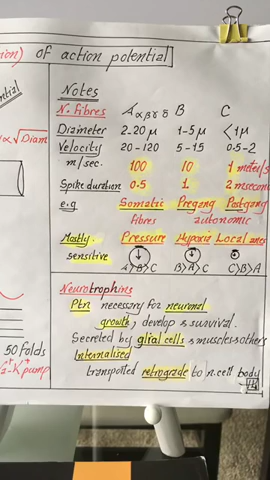 ion) of action potential
ntial
Notes
N. Fibres A α β γ δ B C
Diameter 2-20 μ 1-5 μ <1 μ
∝ √Diam
Velocity 20-120 5-15 0.5-2
m/sec. 100 10 1 meter/s
Spike duration 0.5 1 2 msecond
e.g Somatic Pregang Postgang
fibres autonomic
Mostly Pressure Hypoxia Local anes
sensitive A>B>C B>A>C C>B>A
Neurotrophins
Ptn necessary for neuronal
growth, develop & survival.
Secreted by glial cells & muscles & others
internalised
50 Folds
transported retrograde to n. cell body
a+-K+ pump